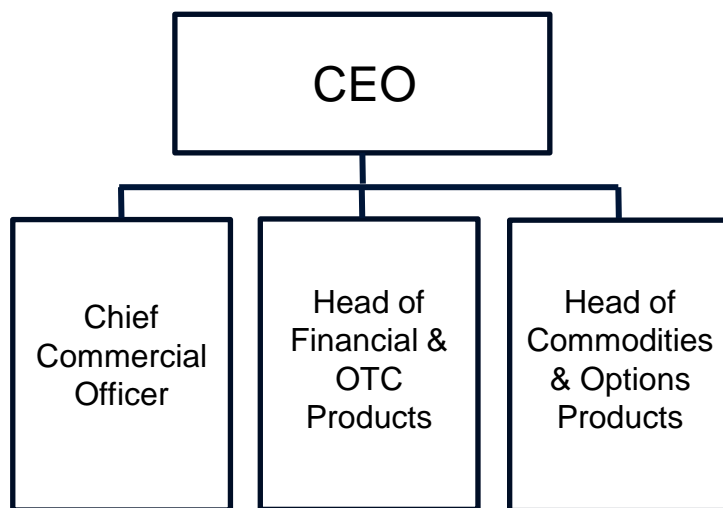 CEO
Chief
Commercial
Officer
Head of
Financial &
OTC
Products
Head of
Commodities
& Options
Products